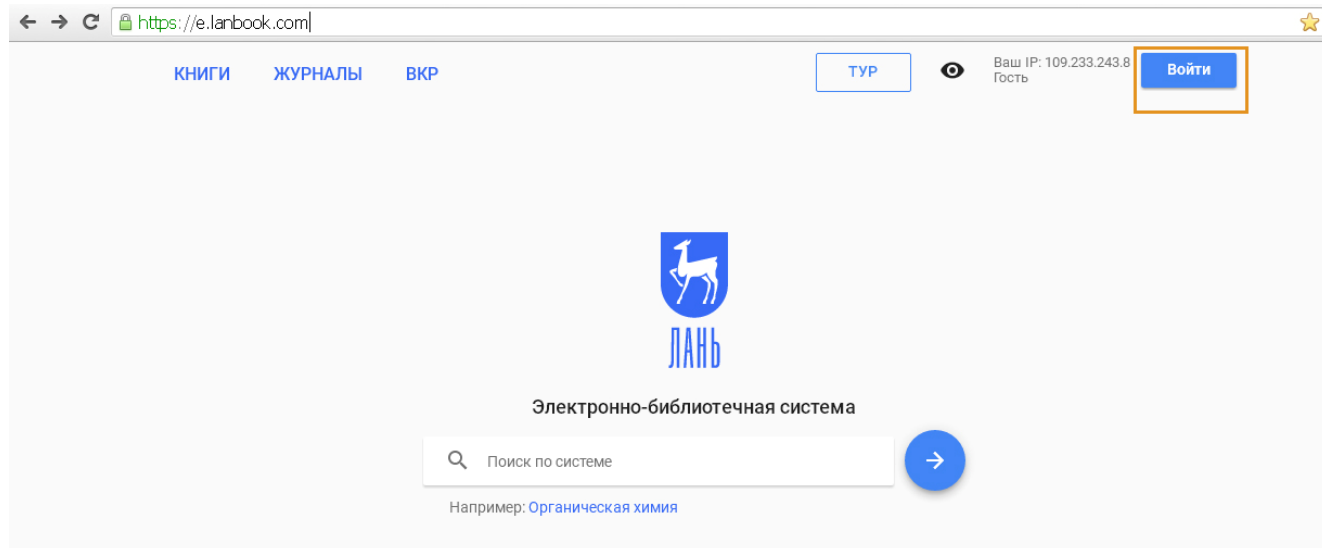 https://e.lanbook.com
КНИГИ ЖУРНАЛЫ ВКР ТУР Ваш IP: 109.233.243.8 Войти
Гость
ЛАНЬ
Электронно-библиотечная система
Поиск по системе
Например: Органическая химия